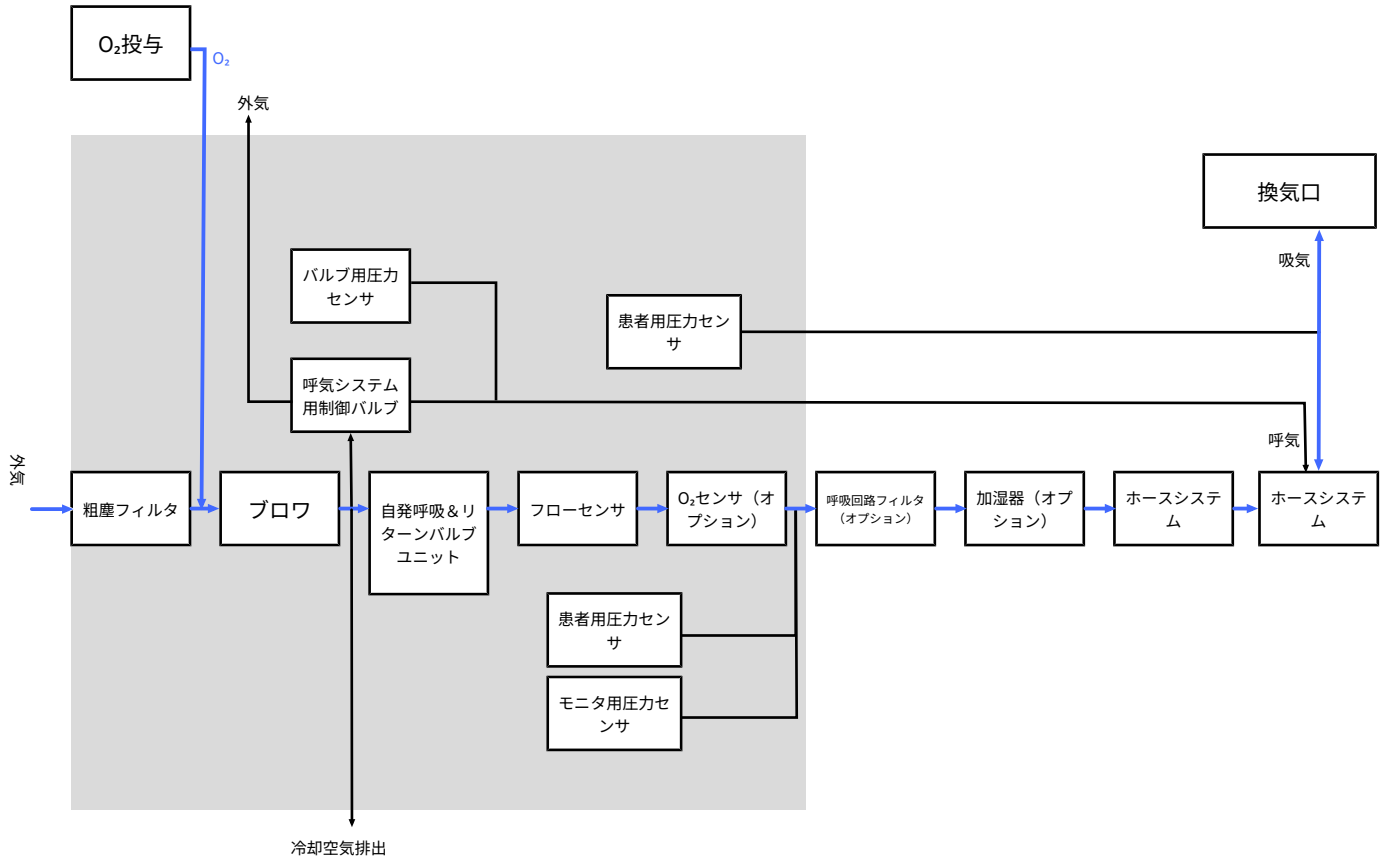 O₂投与
O₂
外気
換気口
吸気
バルブ用圧力
センサ
患者用圧力セン
サ
呼気システム
用制御バルブ
呼気
外気
粗塵フィルタ
ブロワ
自発呼吸＆リ
ターンバルブ
ユニット
フローセンサ
O₂センサ（オ
プション）
呼吸回路フィルタ
（オプション）
加湿器（オプ
ション）
ホースシステ
ム
ホースシステ
ム
患者用圧力セン
サ
モニタ用圧力セ
ンサ
冷却空気排出